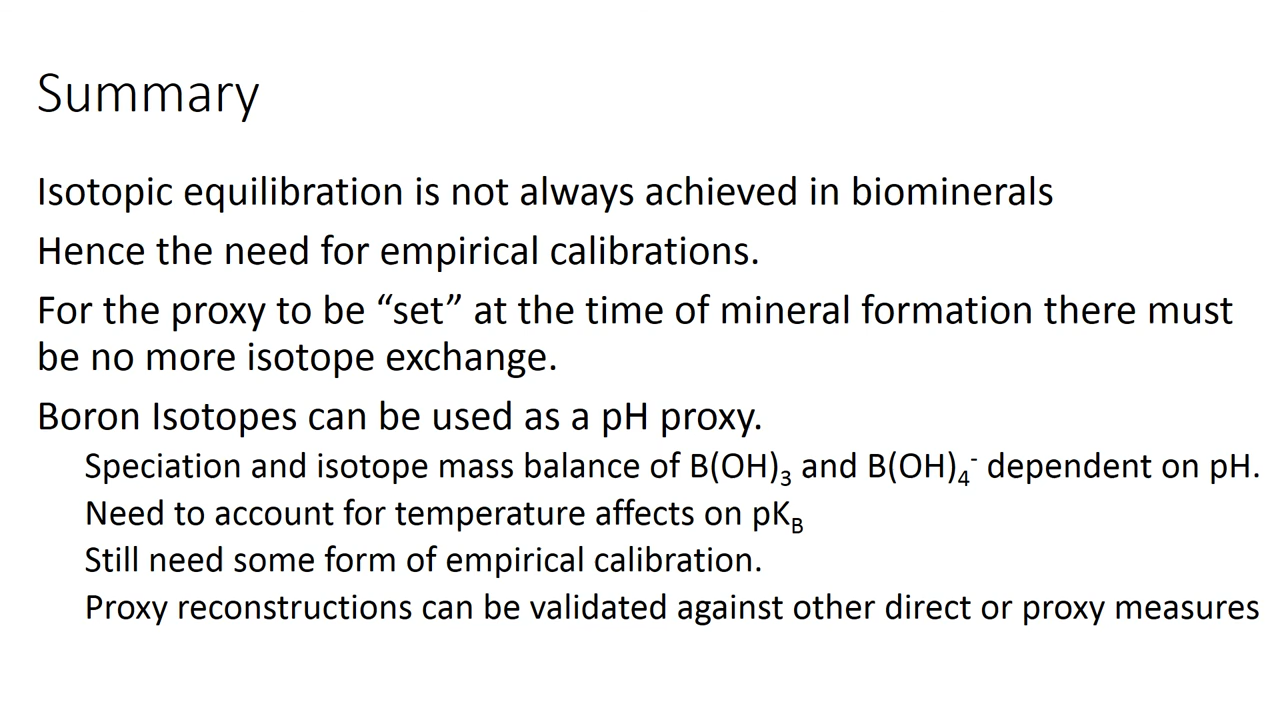 Summary
Isotopic equilibration is not always achieved in biominerals
Hence the need for empirical calibrations.
For the proxy to be “set” at the time of mineral formation there must
be no more isotope exchange.
Boron Isotopes can be used as a pH proxy.
Speciation and isotope mass balance of B(OH)₃ and B(OH)₄⁻ dependent on pH.
Need to account for temperature affects on pK_B
Still need some form of empirical calibration.
Proxy reconstructions can be validated against other direct or proxy measures